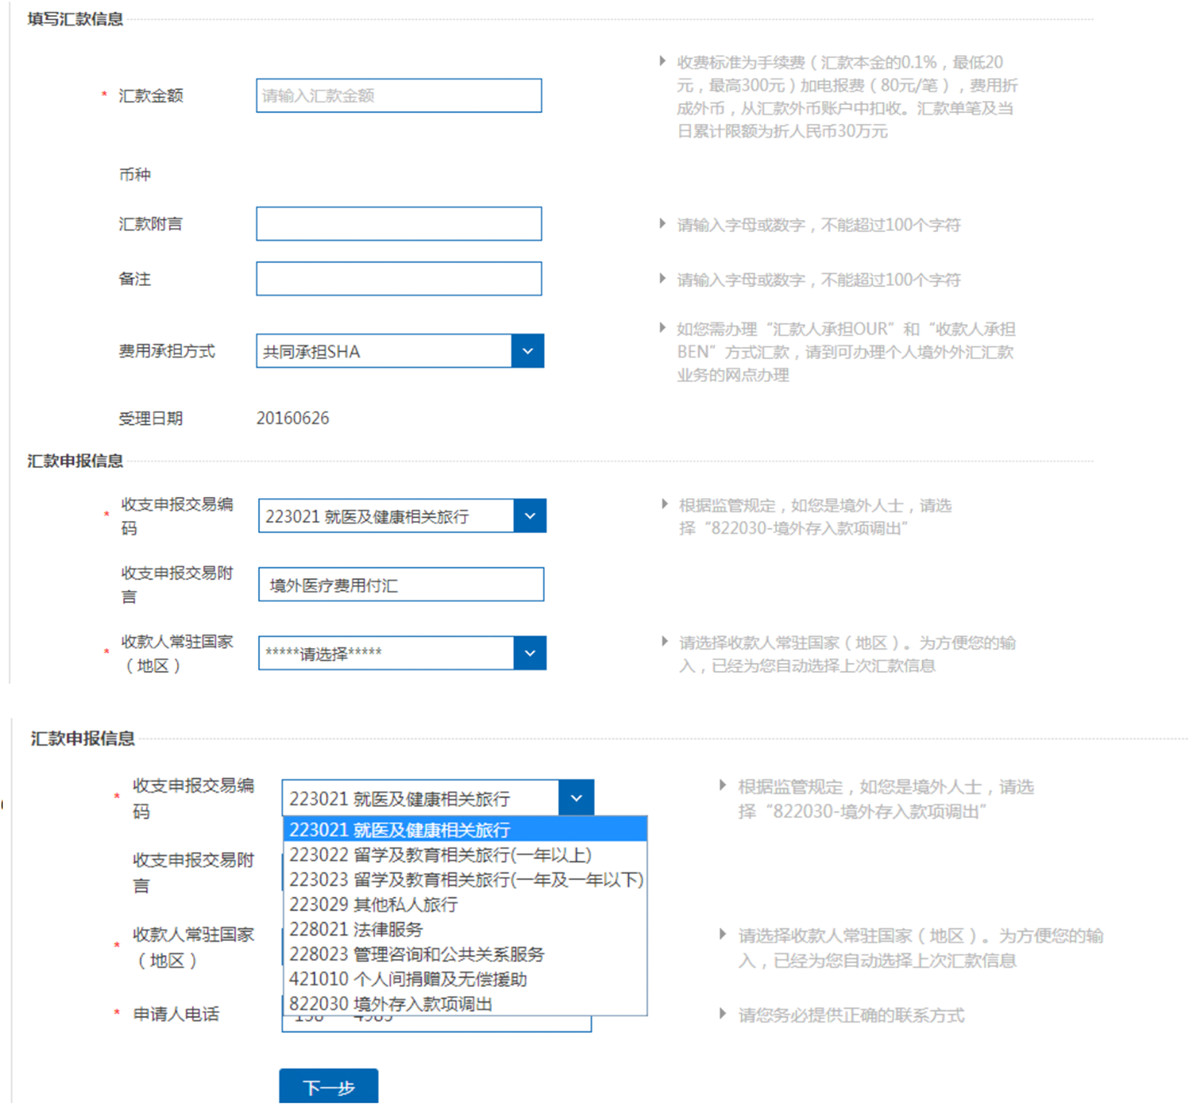 填写汇款信息
* 汇款金额
请输入汇款金额
收费标准为手续费（汇款本金的0.1%，最低20
元，最高300元）加电报费（80元/笔），费用折
成外币，从汇款外币账户中扣收。汇款单笔及当
日累计限额为折人民币30万元
币种
汇款附言
请输入字母或数字，不能超过100个字符
备注
请输入字母或数字，不能超过100个字符
费用承担方式
共同承担SHA
如您需办理“汇款人承担OUR”和“收款人承担
BEN”方式汇款，请到可办理个人境外外汇汇款
业务的网点办理
受理日期
20160626
汇款申报信息
* 收支申报交易编
码
223021 就医及健康相关旅行
根据监管规定，如您是境外人士，请选
择“822030-境外存入款项调出”
收支申报交易附
言
境外医疗费用付汇
* 收款人常驻国家
（地区）
*****请选择*****
请选择收款人常驻国家（地区）。为方便您的输
入，已经为您自动选择上次汇款信息
汇款申报信息
* 收支申报交易编
码
223021 就医及健康相关旅行
根据监管规定，如您是境外人士，请选
择“822030-境外存入款项调出”
223021 就医及健康相关旅行
223022 留学及教育相关旅行(一年以上)
223023 留学及教育相关旅行(一年及一年以下)
223029 其他私人旅行
228021 法律服务
228023 管理咨询和公共关系服务
421010 个人间捐赠及无偿援助
822030 境外存入款项调出
收支申报交易附
言
* 收款人常驻国家
（地区）
请选择收款人常驻国家（地区）。为方便您的输
入，已经为您自动选择上次汇款信息
* 申请人电话
请您务必提供正确的联系方式
下一步